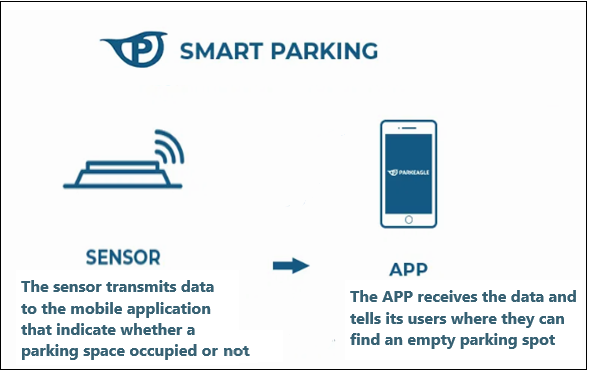 SMART PARKING
PARKEAGLE
SENSOR
The sensor transmits data
to the mobile application
that indicate whether a
parking space occupied or not
APP
The APP receives the data and
tells its users where they can
find an empty parking spot